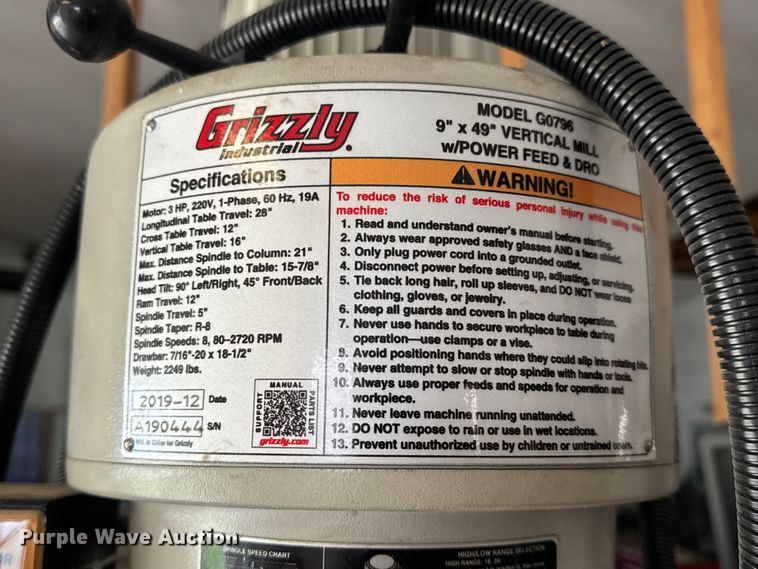 Grizzly
Industrial®
MODEL G0796
9" x 49" VERTICAL MILL
w/POWER FEED & DRO
Specifications
Motor: 3 HP, 220V, 1-Phase, 60 Hz, 19A
Longitudinal Table Travel: 28"
Cross Table Travel: 12"
Vertical Table Travel: 16"
Max. Distance Spindle to Column: 21"
Max. Distance Spindle to Table: 15-7/8"
Head Tilt: 90° Left/Right, 45° Front/Back
Ram Travel: 12"
Spindle Travel: 5"
Spindle Taper: R-8
Spindle Speeds: 8, 80-2720 RPM
Drawbar: 7/16"-20 x 18-1/2"
Weight: 2249 lbs.
2019-12 Date
A190444 S/N
Mfd. in China for Grizzly
MANUAL
SUPPORT
PARTS LIST
grizzly.com
WARNING!
To reduce the risk of serious personal injury while using this
machine:
1. Read and understand owner's manual before starting.
2. Always wear approved safety glasses AND a face shield.
3. Only plug power cord into a grounded outlet.
4. Disconnect power before setting up, adjusting, or servicing.
5. Tie back long hair, roll up sleeves, and DO NOT wear loose
clothing, gloves, or jewelry.
6. Keep all guards and covers in place during operation.
7. Never use hands to secure workpiece to table during
operation—use clamps or a vise.
8. Avoid positioning hands where they could slip into rotating bits.
9. Never attempt to slow or stop spindle with hands or tools.
10. Always use proper feeds and speeds for operation and
workpiece.
11. Never leave machine running unattended.
12. DO NOT expose to rain or use in wet locations.
13. Prevent unauthorized use by children or untrained users.
SPINDLE SPEED CHART
HIGH/LOW RANGE SELECTION
Purple Wave Auction